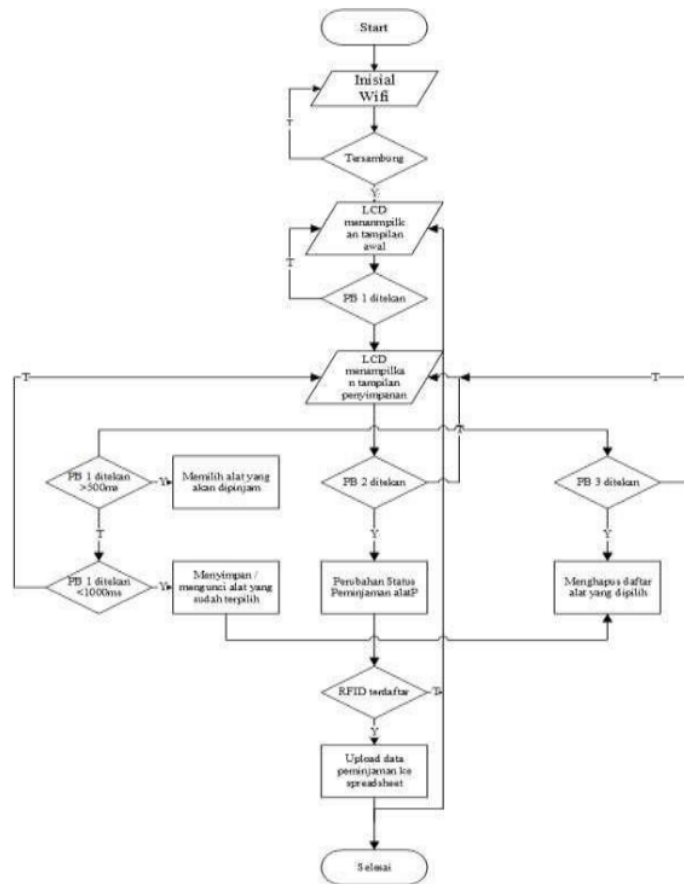 Start
Inisial
Wifi
T
Tersambung
Y
LCD
menanmpilk
an tampilan
awal
T
T
PB 1 ditekan
LCD
menampilka
n tampilan
penyimpanan
T
T
T
PB 1 ditekan
>500ms
Y
Memilih alat yang
akan dipinjam
PB 2 ditekan
PB 3 ditekan
T
Y
Y
PB 1 ditekan
<1000ms
Y
Menyimpan /
mengunci alat yang
sudah terpilih
Perubahan Status
Peminjaman alatP
Menghapus daftar
alat yang dipilih
RFID terdaftar
T
Y
Upload data
peminjaman ke
spreadsheet
Selesai